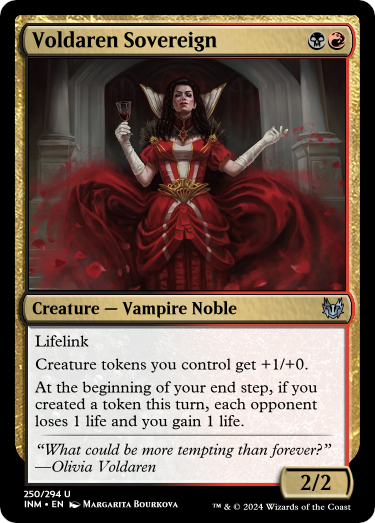 Voldaren Sovereign
Creature — Vampire Noble
Lifelink
Creature tokens you control get +1/+0.
At the beginning of your end step, if you
created a token this turn, each opponent
loses 1 life and you gain 1 life.
“What could be more tempting than forever?”
—Olivia Voldaren
2/2
250/294 U
INM • EN Margarita Bourkova
™ & © 2024 Wizards of the Coast